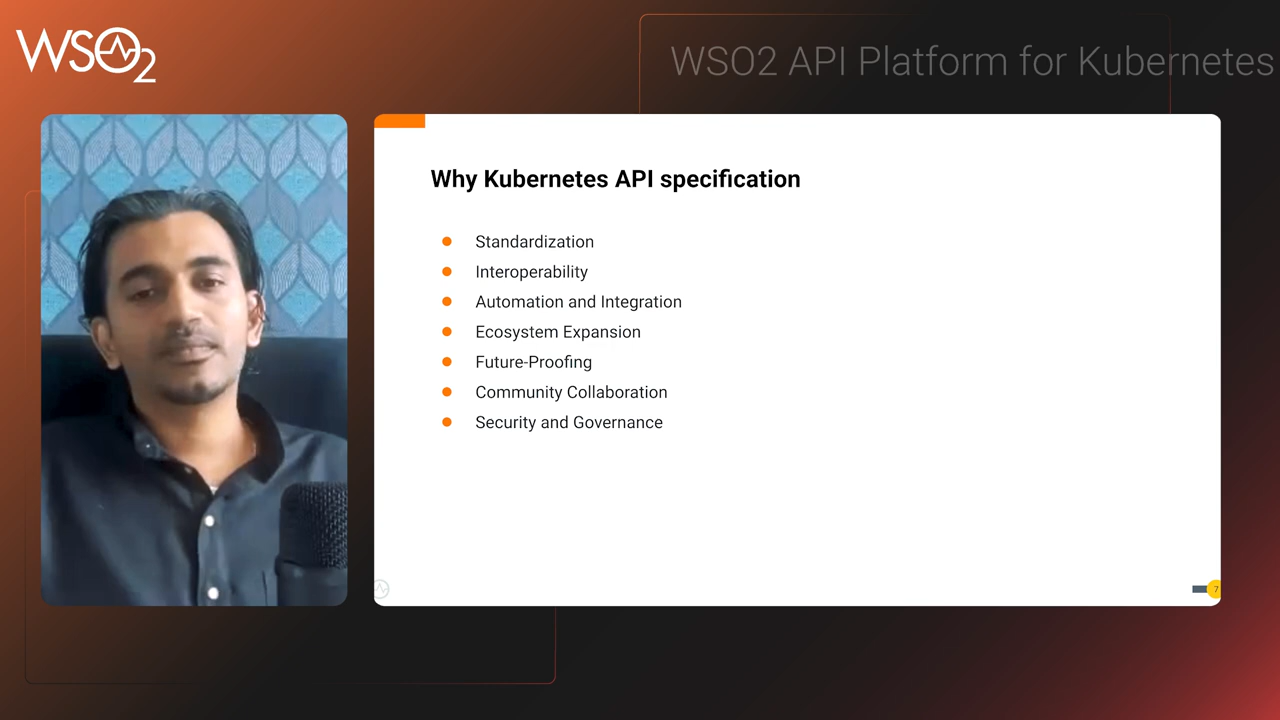 WSO2
WSO2 API Platform for Kubernetes
Why Kubernetes API specification
Standardization
Interoperability
Automation and Integration
Ecosystem Expansion
Future-Proofing
Community Collaboration
Security and Governance
7